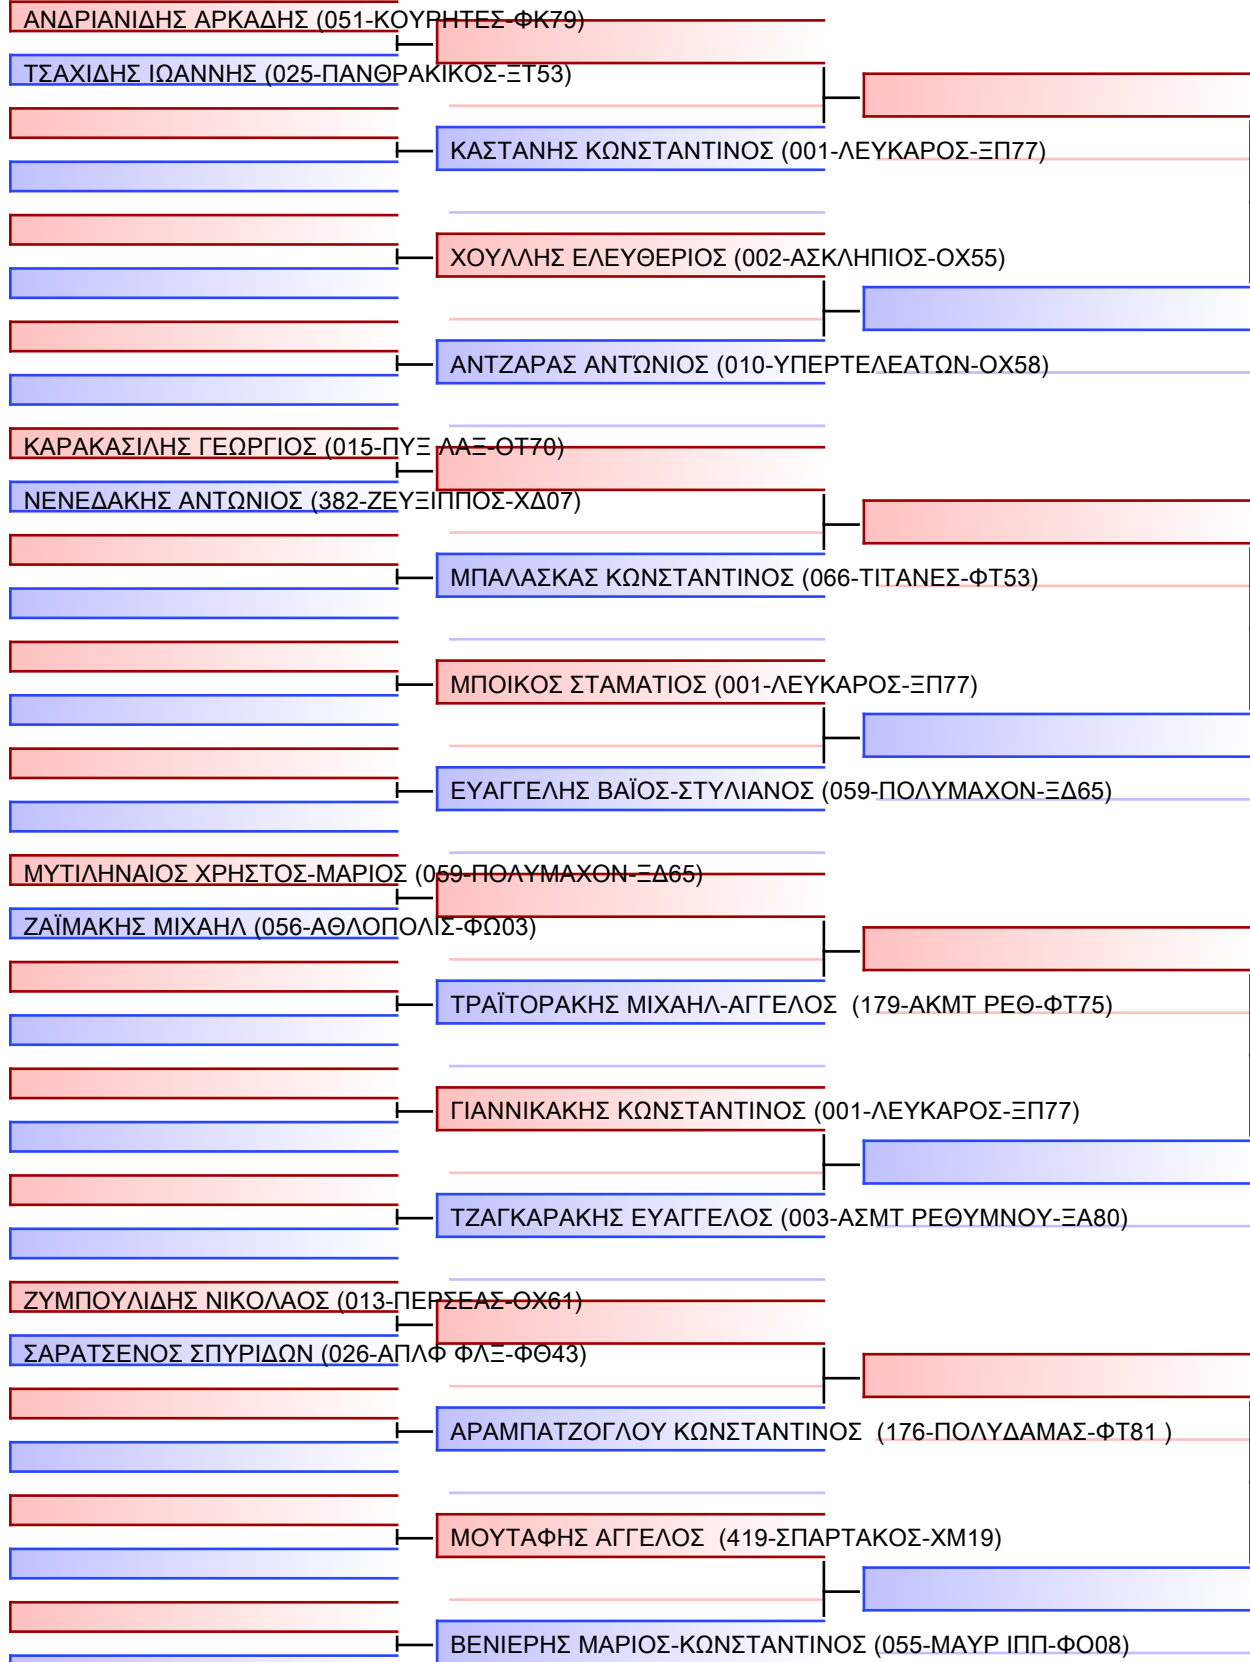 ΑΝΔΡΙΑΝΙΔΗΣ ΑΡΚΑΔΗΣ (051-ΚΟΥΡΗΤΕΣ-ΦΚ79)
ΤΣΑΧΙΔΗΣ ΙΩΑΝΝΗΣ (025-ΠΑΝΘΡΑΚΙΚΟΣ-ΞΤ53)
ΚΑΣΤΑΝΗΣ ΚΩΝΣΤΑΝΤΙΝΟΣ (001-ΛΕΥΚΑΡΟΣ-ΞΠ77)
ΧΟΥΛΛΗΣ ΕΛΕΥΘΕΡΙΟΣ (002-ΑΣΚΛΗΠΙΟΣ-ΟΧ55)
ΑΝΤΖΑΡΑΣ ΑΝΤΏΝΙΟΣ (010-ΥΠΕΡΤΕΛΕΑΤΩΝ-ΟΧ58)
ΚΑΡΑΚΑΣΙΛΗΣ ΓΕΩΡΓΙΟΣ (015-ΠΥΞ ΛΑΞ-ΟΤ70)
ΝΕΝΕΔΑΚΗΣ ΑΝΤΩΝΙΟΣ (382-ΖΕΥΞΙΠΠΟΣ-ΧΔ07)
ΜΠΑΛΑΣΚΑΣ ΚΩΝΣΤΑΝΤΙΝΟΣ (066-ΤΙΤΑΝΕΣ-ΦΤ53)
ΜΠΟΙΚΟΣ ΣΤΑΜΑΤΙΟΣ (001-ΛΕΥΚΑΡΟΣ-ΞΠ77)
ΕΥΑΓΓΕΛΗΣ ΒΑΪΟΣ-ΣΤΥΛΙΑΝΟΣ (059-ΠΟΛΥΜΑΧΟΝ-ΞΔ65)
ΜΥΤΙΛΗΝΑΙΟΣ ΧΡΗΣΤΟΣ-ΜΑΡΙΟΣ (059-ΠΟΛΥΜΑΧΟΝ-ΞΔ65)
ΖΑΪΜΑΚΗΣ ΜΙΧΑΗΛ (056-ΑΘΛΟΠΟΛΙΣ-ΦΩ03)
ΤΡΑΪΤΟΡΑΚΗΣ ΜΙΧΑΗΛ-ΑΓΓΕΛΟΣ (179-ΑΚΜΤ ΡΕΘ-ΦΤ75)
ΓΙΑΝΝΙΚΑΚΗΣ ΚΩΝΣΤΑΝΤΙΝΟΣ (001-ΛΕΥΚΑΡΟΣ-ΞΠ77)
ΤΖΑΓΚΑΡΑΚΗΣ ΕΥΑΓΓΕΛΟΣ (003-ΑΣΜΤ ΡΕΘΥΜΝΟΥ-ΞΑ80)
ΖΥΜΠΟΥΛΙΔΗΣ ΝΙΚΟΛΑΟΣ (013-ΠΕΡΣΕΑΣ-ΟΧ61)
ΣΑΡΑΤΣΕΝΟΣ ΣΠΥΡΙΔΩΝ (026-ΑΠΛΦ ΦΛΞ-ΦΘ43)
ΑΡΑΜΠΑΤΖΟΓΛΟΥ ΚΩΝΣΤΑΝΤΙΝΟΣ (176-ΠΟΛΥΔΑΜΑΣ-ΦΤ81 )
ΜΟΥΤΑΦΗΣ ΑΓΓΕΛΟΣ (419-ΣΠΑΡΤΑΚΟΣ-ΧΜ19)
ΒΕΝΙΕΡΗΣ ΜΑΡΙΟΣ-ΚΩΝΣΤΑΝΤΙΝΟΣ (055-ΜΑΥΡ ΙΠΠ-ΦΟ08)